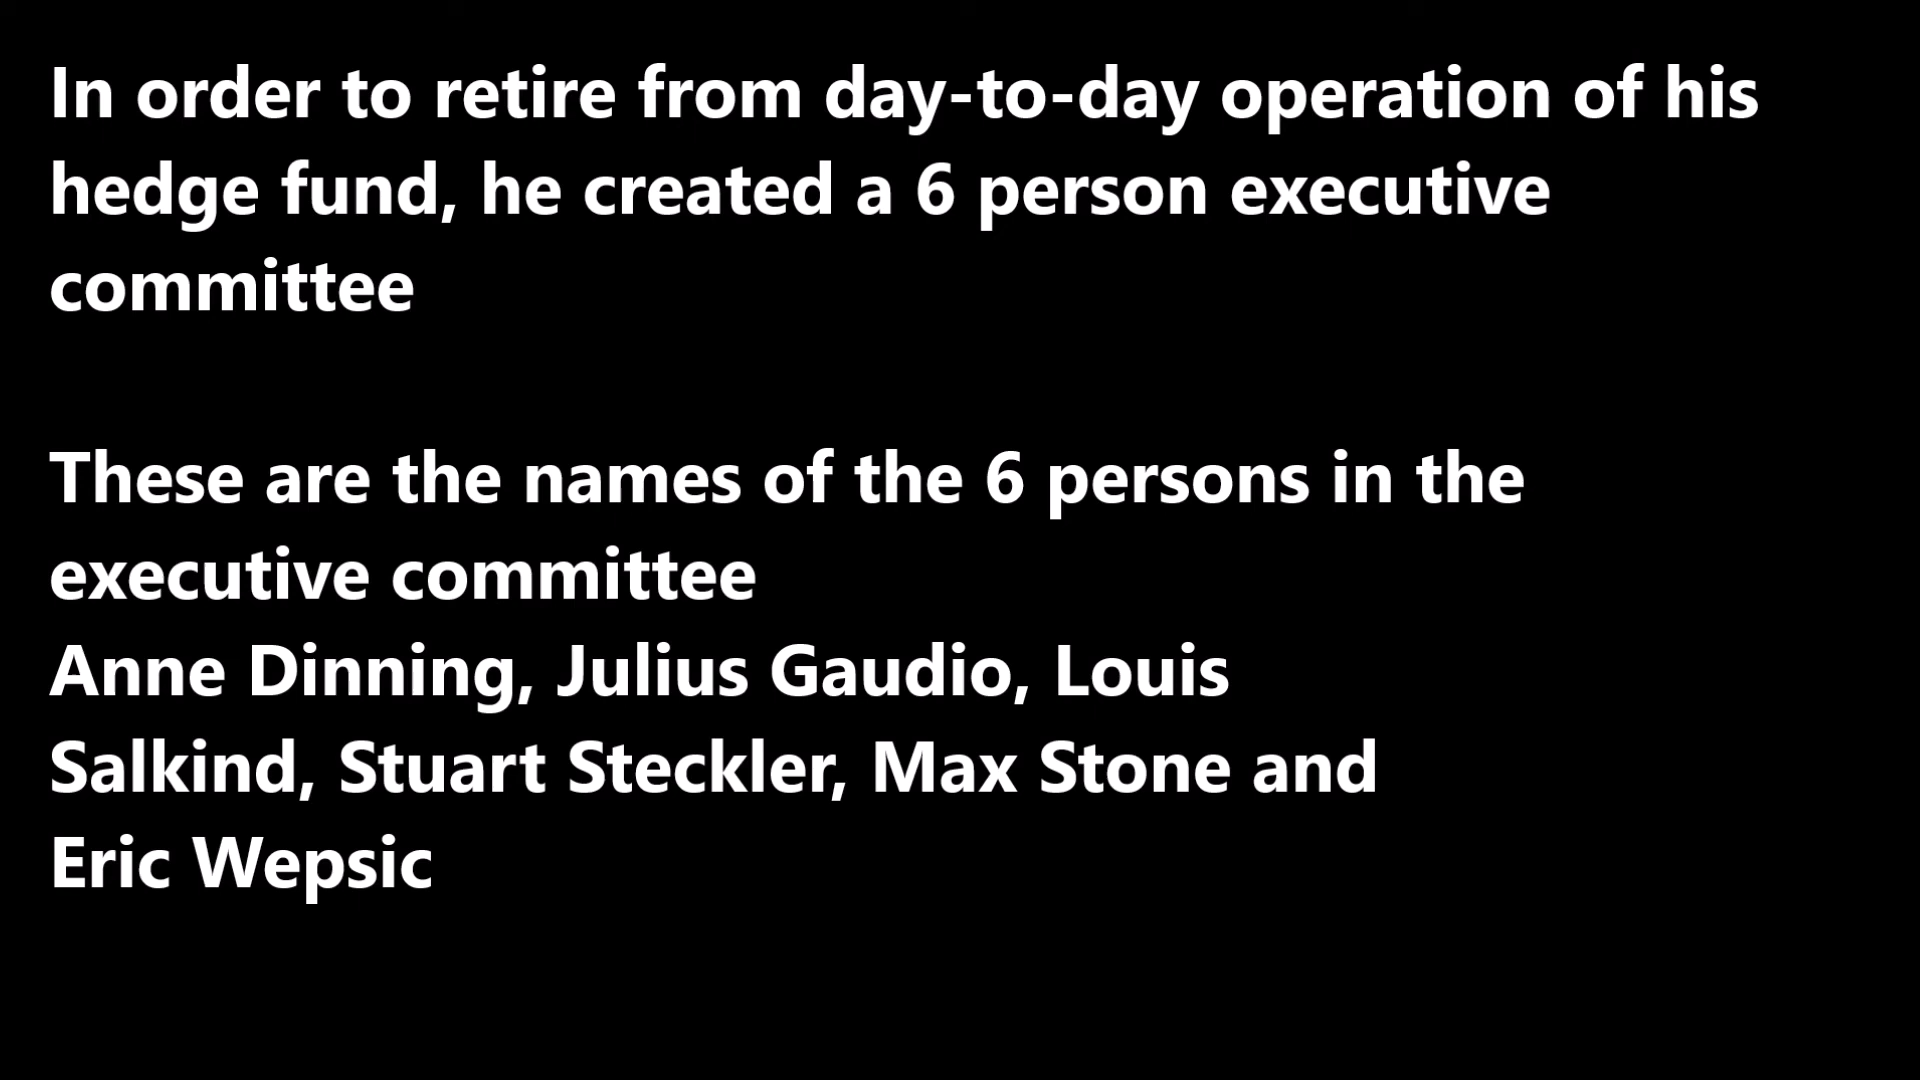 In order to retire from day-to-day operation of his
hedge fund, he created a 6 person executive
committee
These are the names of the 6 persons in the
executive committee
Anne Dinning, Julius Gaudio, Louis
Salkind, Stuart Steckler, Max Stone and
Eric Wepsic